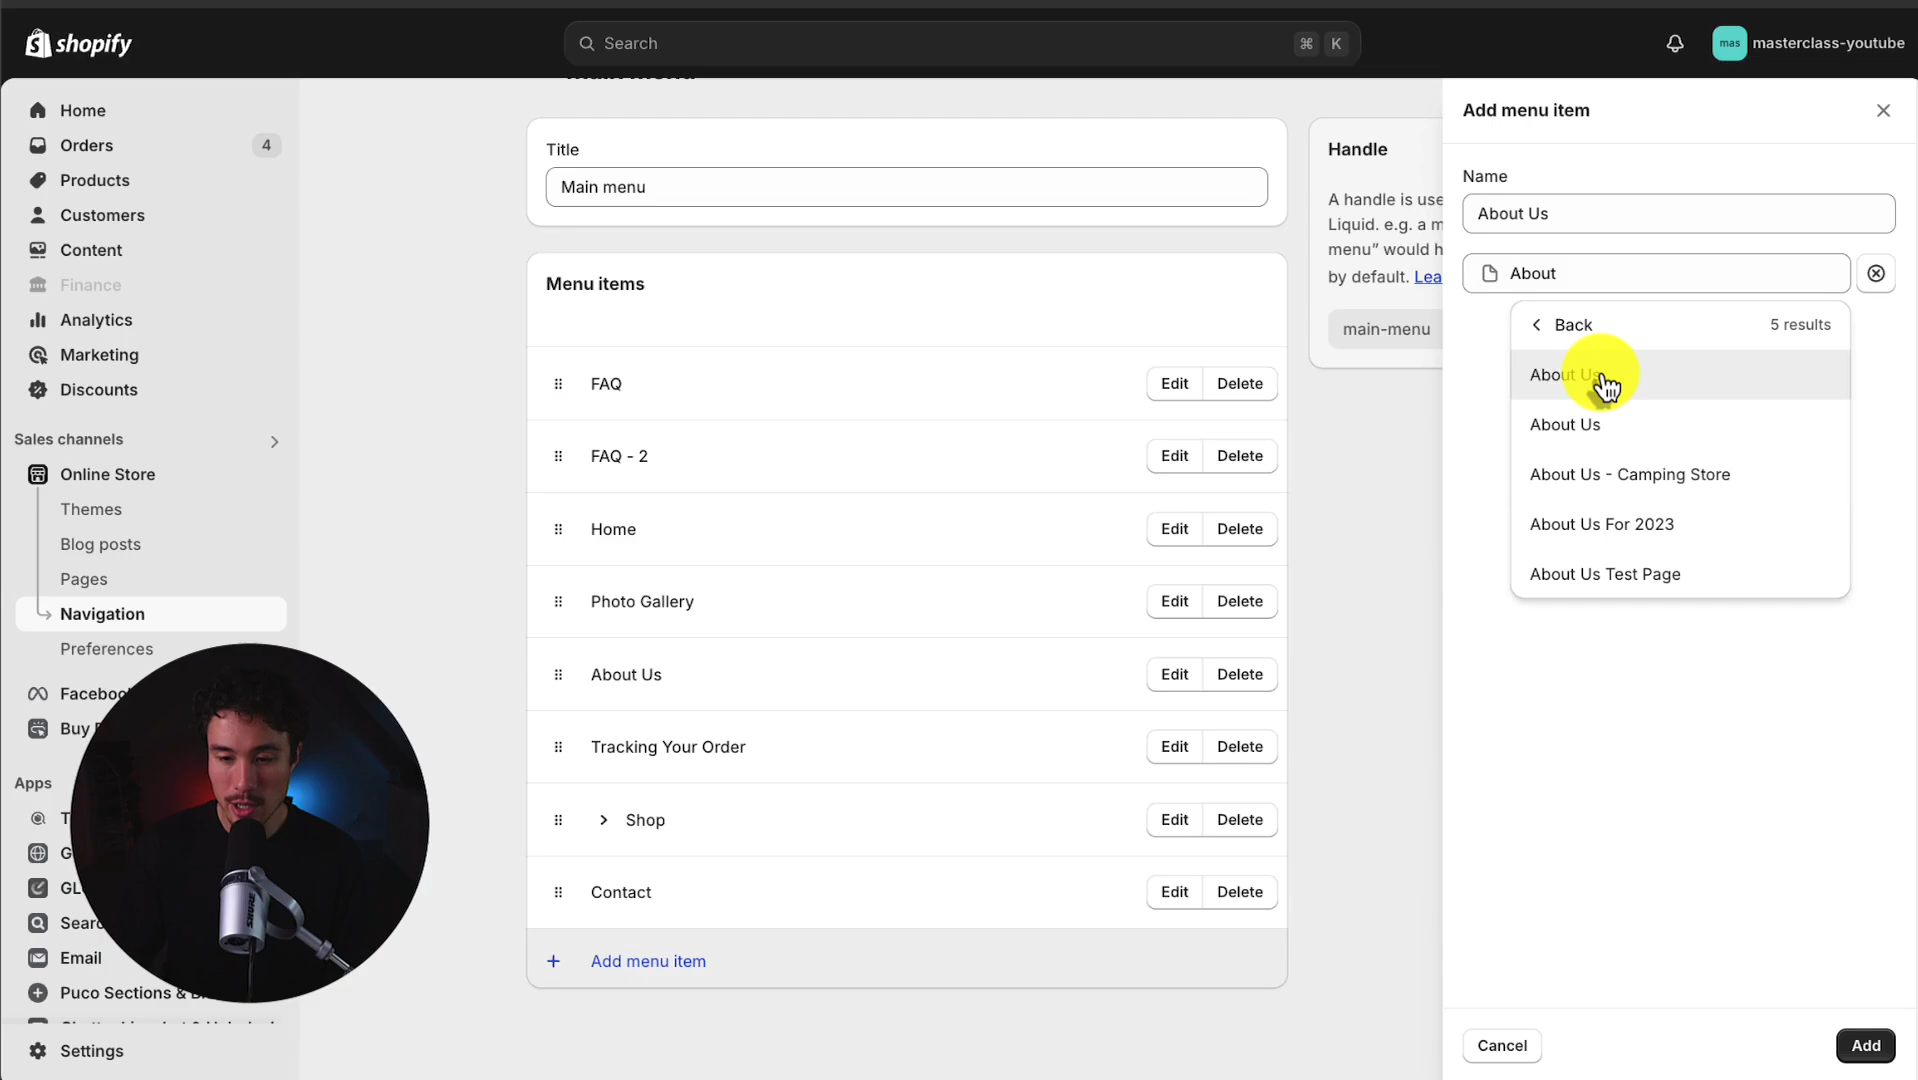 shopify
Search
⌘ K
mas masterclass-youtube
Home
Orders 4
Products
Customers
Content
Finance
Analytics
Marketing
Discounts
Sales channels
Online Store
Themes
Blog posts
Pages
Navigation
Preferences
Buy
Apps
Email
Puco Sections &
Settings
Main menu
Title
Main menu
Menu items
FAQ Edit Delete
FAQ - 2 Edit Delete
Home Edit Delete
Photo Gallery Edit Delete
About Us Edit Delete
Tracking Your Order Edit Delete
Shop Edit Delete
Contact Edit Delete
+ Add menu item
Handle
A handle is use
Liquid. e.g. a m
menu” would h
by default. Lea
main-menu
Add menu item
Name
About Us
About
Back 5 results
About Us
About Us
About Us - Camping Store
About Us For 2023
About Us Test Page
Cancel Add
SHURE